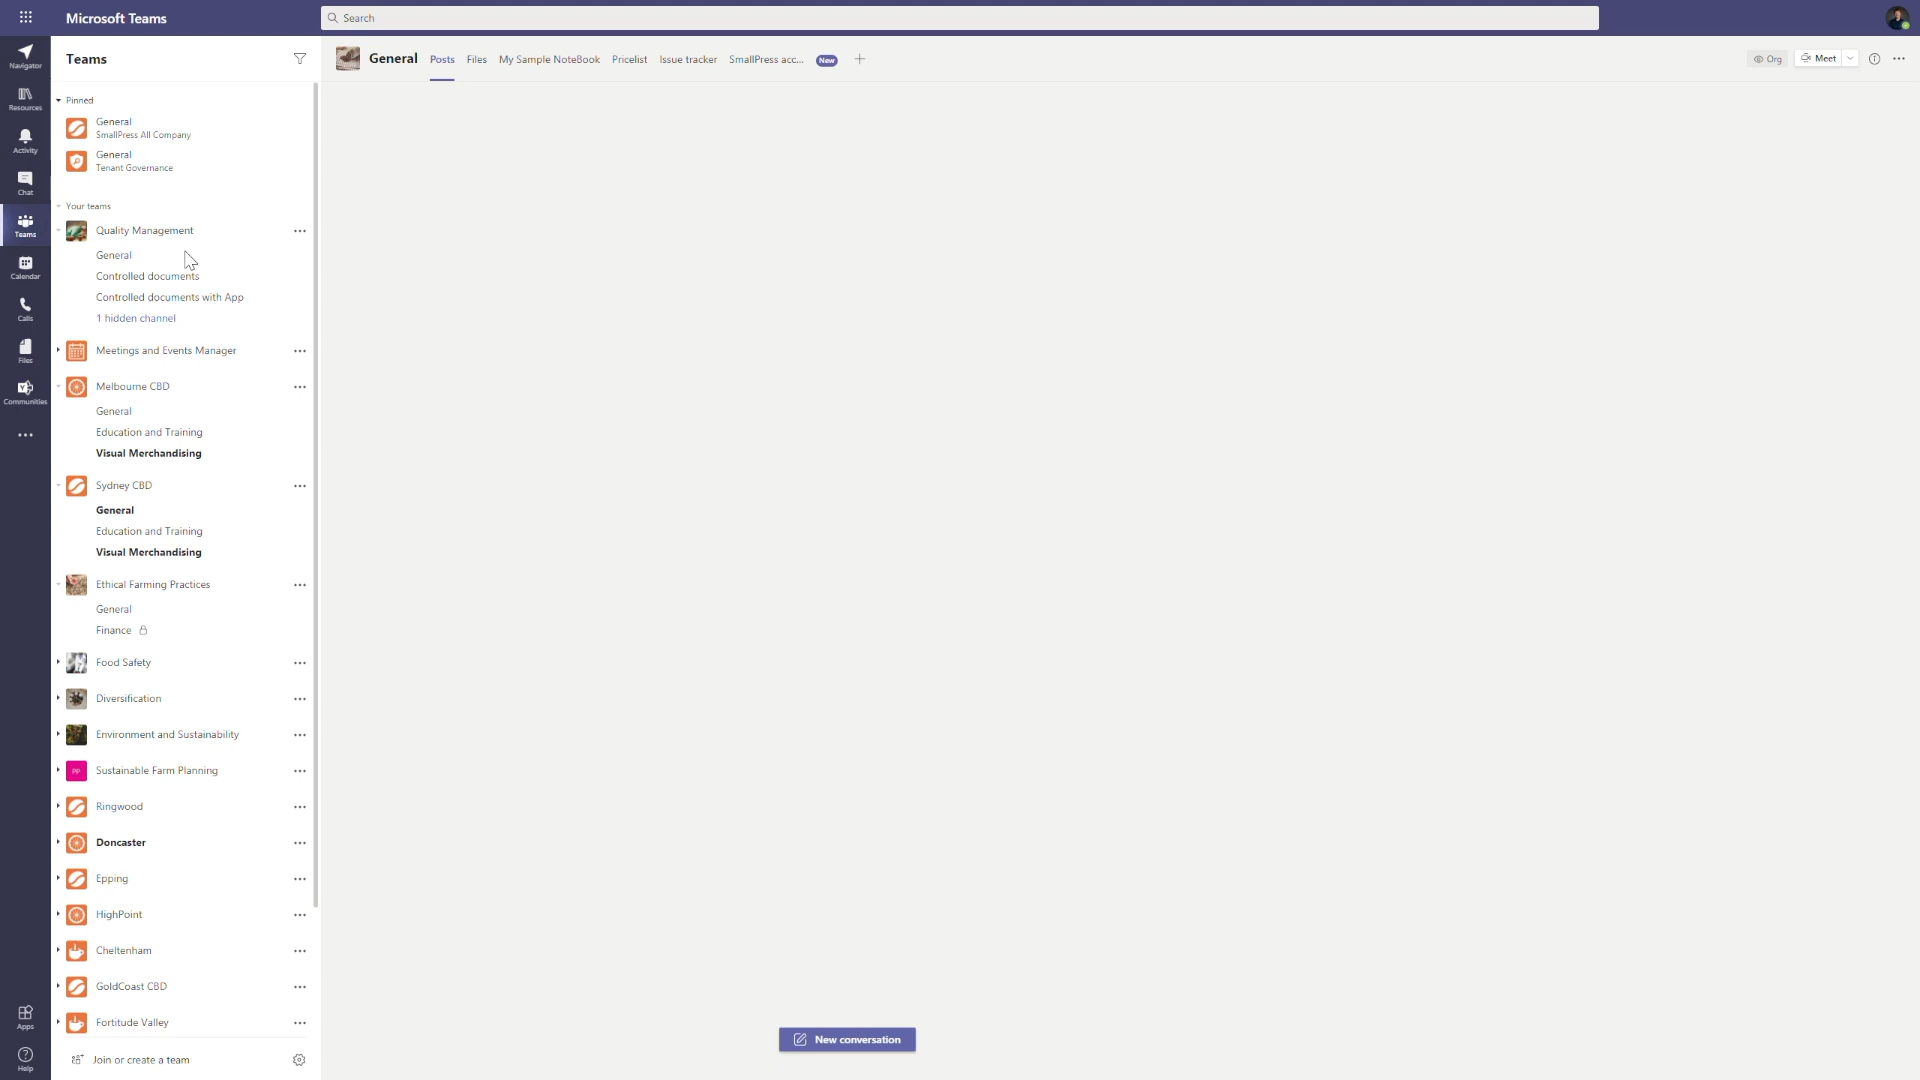 Microsoft Teams
Search
Navigator
Resources
Activity
Chat
Teams
Calendar
Calls
Files
Communities
Apps
Help
Teams
Pinned
General
SmallPress All Company
General
Tenant Governance
Your teams
Quality Management
General
Controlled documents
Controlled documents with App
1 hidden channel
Meetings and Events Manager
Melbourne CBD
General
Education and Training
Visual Merchandising
Sydney CBD
General
Education and Training
Visual Merchandising
Ethical Farming Practices
General
Finance
Food Safety
Diversification
Environment and Sustainability
PP
Sustainable Farm Planning
Ringwood
Doncaster
Epping
HighPoint
Cheltenham
GoldCoast CBD
Fortitude Valley
Join or create a team
General Posts Files My Sample NoteBook Pricelist Issue tracker SmallPress acc... New
Org Meet
New conversation